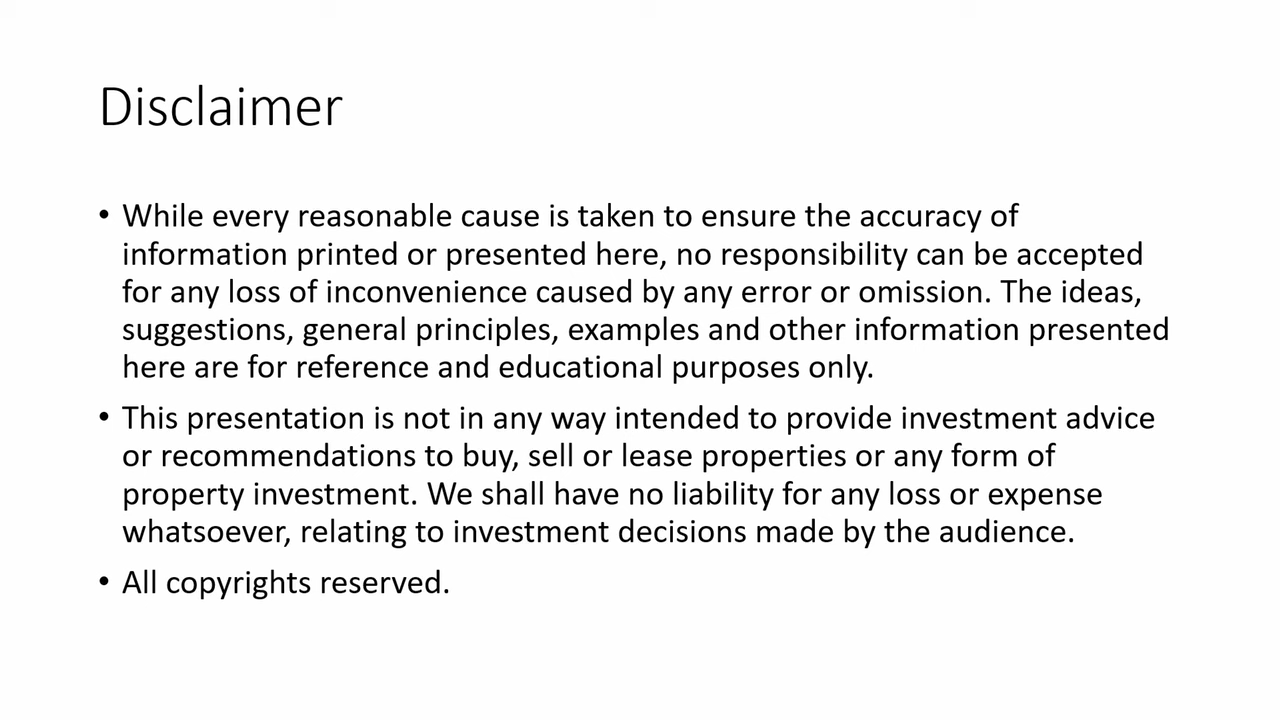 Disclaimer
• While every reasonable cause is taken to ensure the accuracy of
information printed or presented here, no responsibility can be accepted
for any loss of inconvenience caused by any error or omission. The ideas,
suggestions, general principles, examples and other information presented
here are for reference and educational purposes only.
• This presentation is not in any way intended to provide investment advice
or recommendations to buy, sell or lease properties or any form of
property investment. We shall have no liability for any loss or expense
whatsoever, relating to investment decisions made by the audience.
• All copyrights reserved.